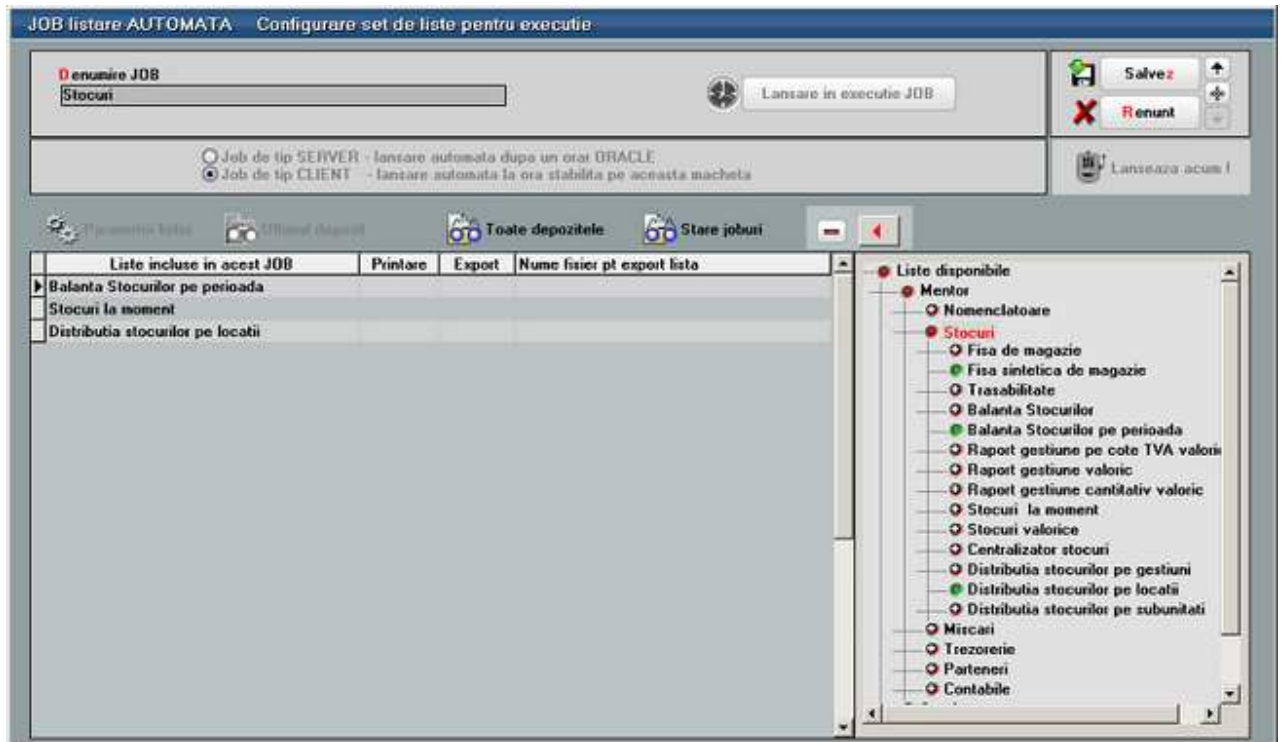 JOB listare AUTOMATA Configurare set de liste pentru executie
Denumire JOB
Stocuri
Lansare in executie JOB
Salvez
Renunt
Job de tip SERVER - lansare automata dupa un orar ORACLE
Job de tip CLIENT - lansare automata la ora stabilita pe aceasta macheta
Lanseaza acum !
Parametri liste
Toate depozitele
Stare joburi
Liste incluse in acest JOB Printare Export Nume fisier pt export lista
Balanta Stocurilor pe perioada
Stocuri la moment
Distributia stocurilor pe locatii
Liste disponibile
Mentor
Nomenclatoare
Stocuri
Fisa de magazie
Fisa sintetica de magazie
Trasabilitate
Balanta Stocurilor
Balanta Stocurilor pe perioada
Raport gestiune pe cote TVA valoric
Raport gestiune valoric
Raport gestiune cantitativ valoric
Stocuri la moment
Stocuri valorice
Centralizator stocuri
Distributia stocurilor pe gestiuni
Distributia stocurilor pe locatii
Distributia stocurilor pe subunitati
Miscari
Trezorerie
Parteneri
Contabile